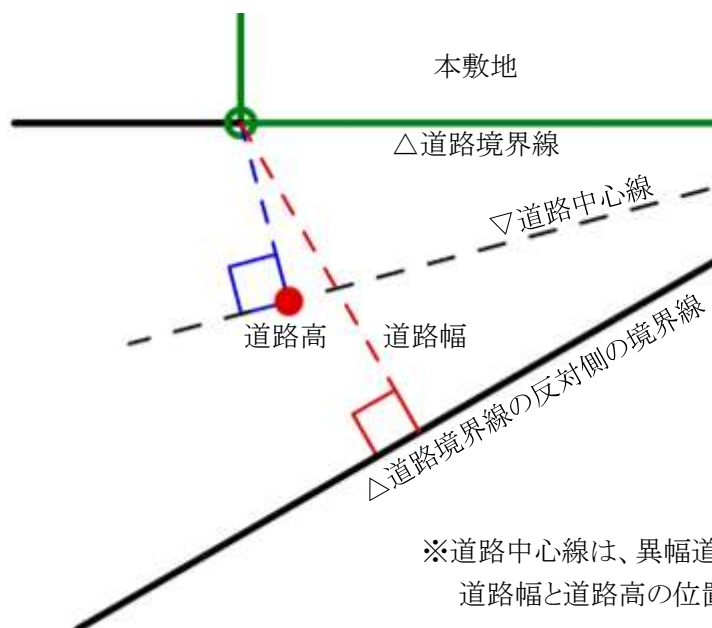 本敷地
△道路境界線
▽道路中心線
道路高
道路幅
△道路境界線の反対側の境界線
※道路中心線は、異幅道
道路幅と道路高の位置